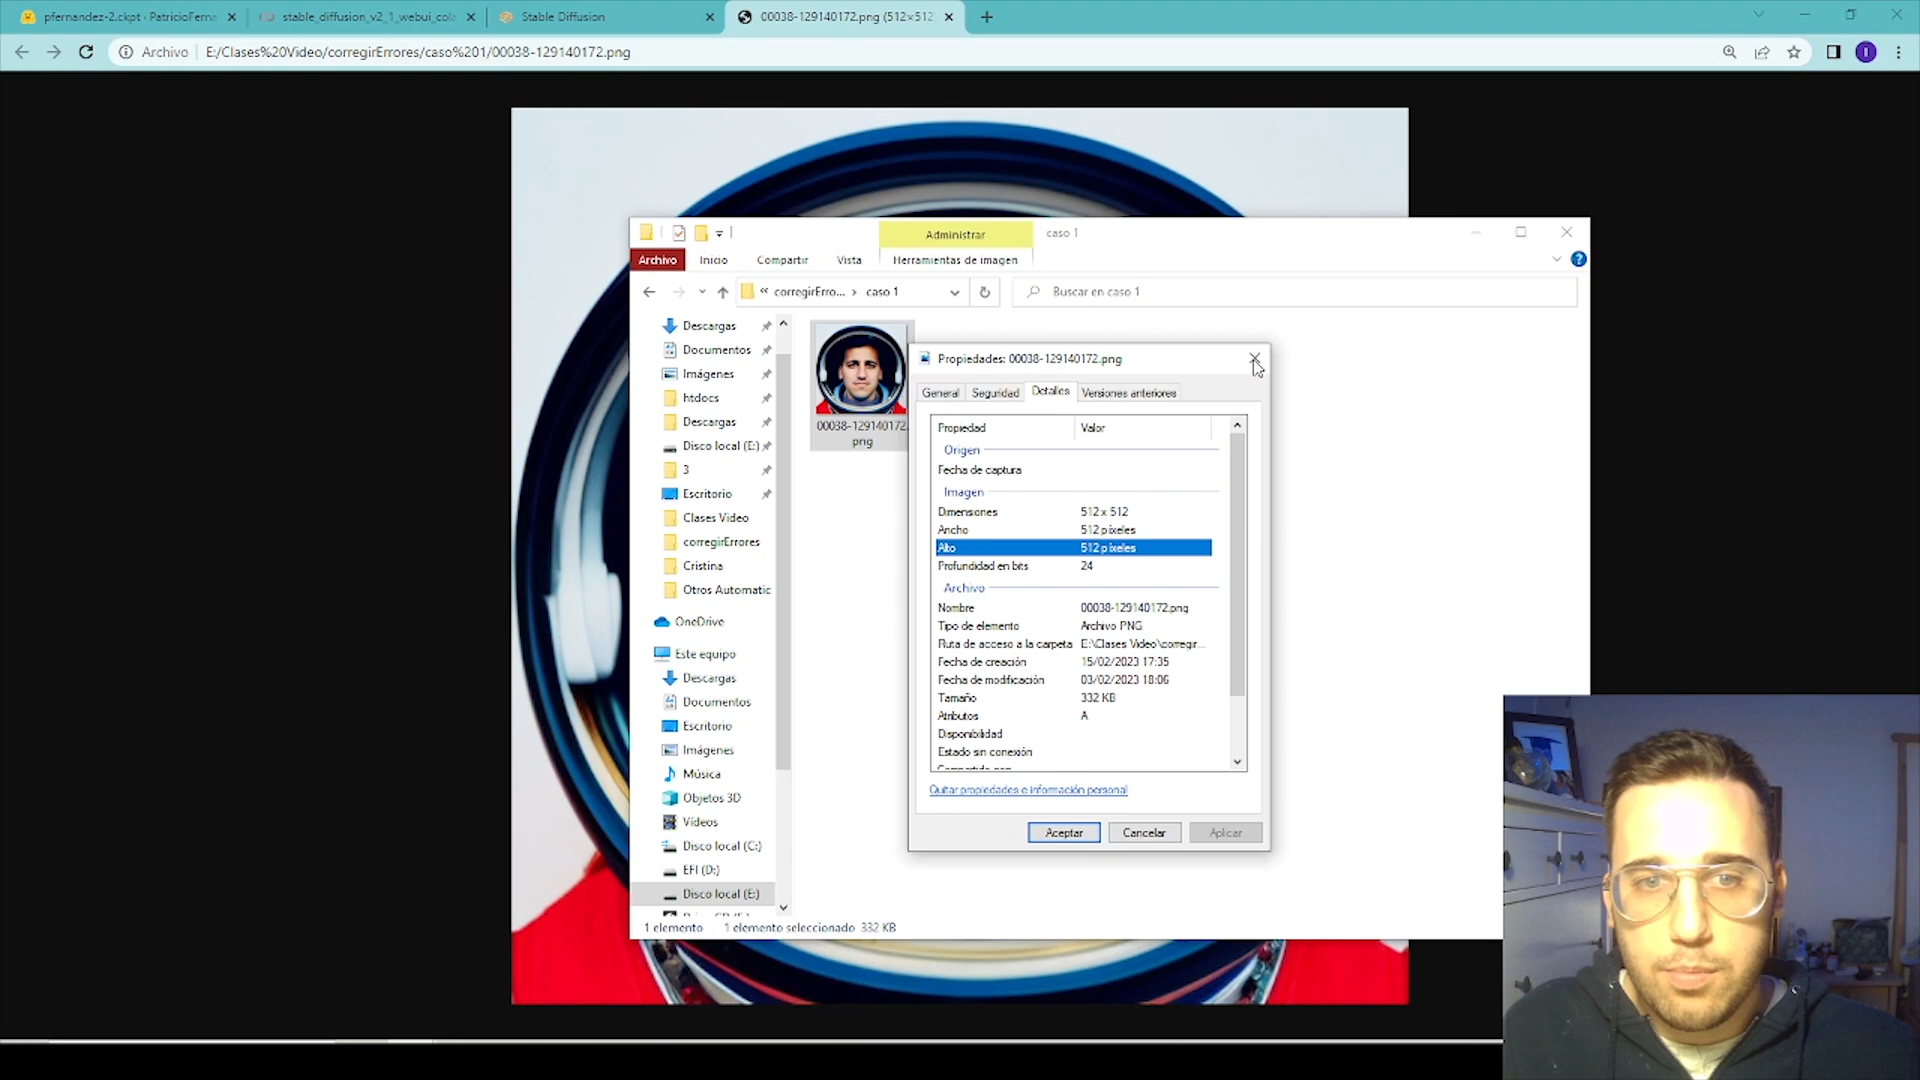 pfernandez-2.ckpt · PatricioFerna
stable_diffusion_v2_1_webui_cola
Stable Diffusion
00038-129140172.png (512×512
Archivo
E:/Clases%20Video/corregirErrores/caso%201/00038-129140172.png
Administrar
caso 1
Archivo
Inicio
Compartir
Vista
Herramientas de imagen
« corregirErro... › caso 1
Buscar en caso 1
Descargas
Documentos
Imágenes
htdocs
Descargas
Disco local (E:)
3
Escritorio
Clases Video
corregirErrores
Cristina
Otros Automatic
OneDrive
Este equipo
Descargas
Documentos
Escritorio
Imágenes
Música
Objetos 3D
Vídeos
Disco local (C:)
EFI (D:)
Disco local (E:)
00038-129140172.
png
Propiedades: 00038-129140172.png
General
Seguridad
Detalles
Versiones anteriores
Propiedad Valor
Origen
Fecha de captura
Imagen
Dimensiones 512 x 512
Ancho 512 píxeles
Alto 512 píxeles
Profundidad en bits 24
Archivo
Nombre 00038-129140172.png
Tipo de elemento Archivo PNG
Ruta de acceso a la carpeta E:\Clases Video\corregir...
Fecha de creación 15/02/2023 17:35
Fecha de modificación 03/02/2023 18:06
Tamaño 332 KB
Atributos A
Disponibilidad
Estado sin conexión
Quitar propiedades e información personal
Aceptar
Cancelar
Aplicar
1 elemento
1 elemento seleccionado 332 KB